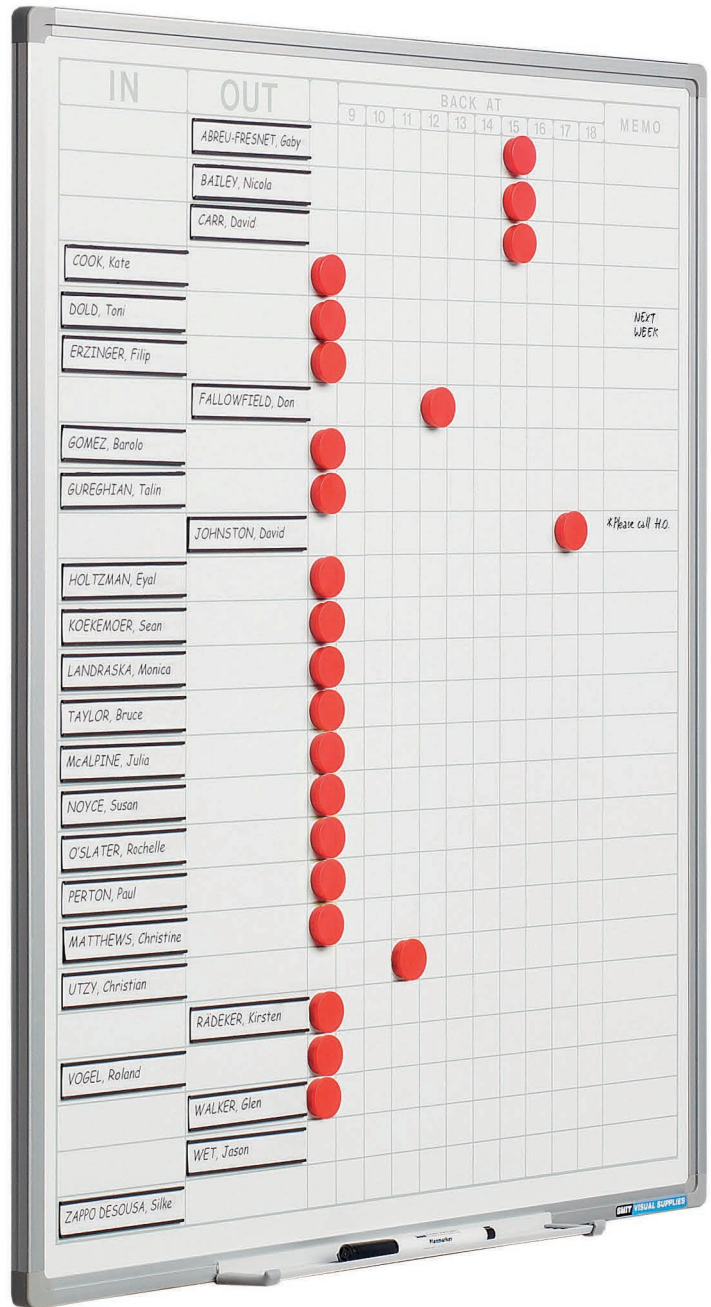 IN OUT BACK AT MEMO
9 10 11 12 13 14 15 16 17 18
ABREU-FRESNET, Gaby
BAILEY, Nicola
CARR, David
COOK, Kate
DOLD, Toni
NEXT
WEEK
ERZINGER, Filip
FALLOWFIELD, Don
GOMEZ, Barolo
GUREGHIAN, Talin
JOHNSTON, David
*Please call H.O.
HOLTZMAN, Eyal
KOEKEMOER, Sean
LANDRASKA, Monica
TAYLOR, Bruce
McALPINE, Julia
NOYCE, Susan
O'SLATER, Rochelle
PERTON, Paul
MATTHEWS, Christine
UTZY, Christian
RÄDEKER, Kirsten
VOGEL, Roland
WALKER, Glen
WET, Jason
ZAPPO DESOUSA, Silke
SMIT VISUAL SUPPLIES
Planmarker